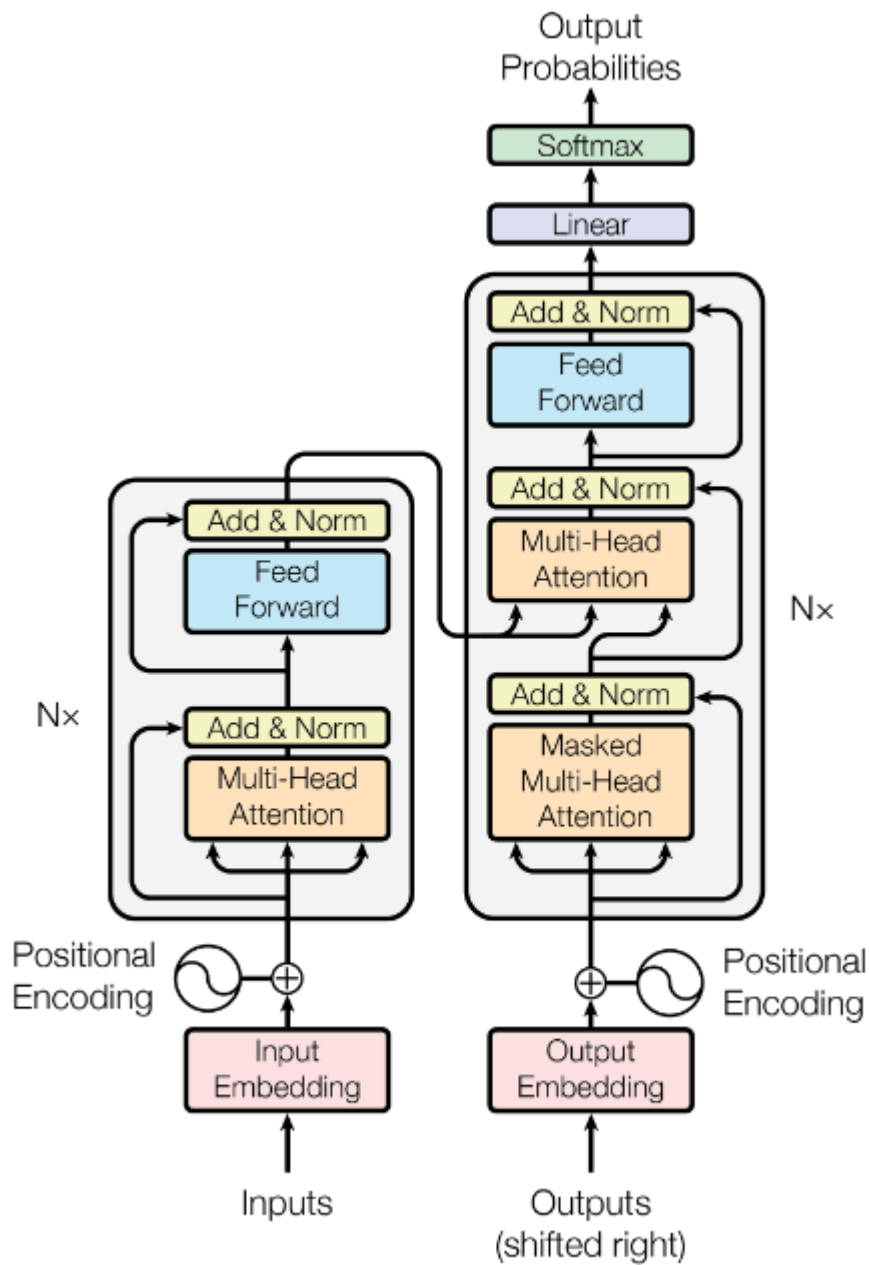 Output
Probabilities
Softmax
Linear
Add & Norm
Feed
Forward
Add & Norm
Multi-Head
Attention
Add & Norm
Masked
Multi-Head
Attention
Nx
Add & Norm
Feed
Forward
Add & Norm
Multi-Head
Attention
Nx
Positional
Encoding
Positional
Encoding
Input
Embedding
Output
Embedding
Inputs
Outputs
(shifted right)